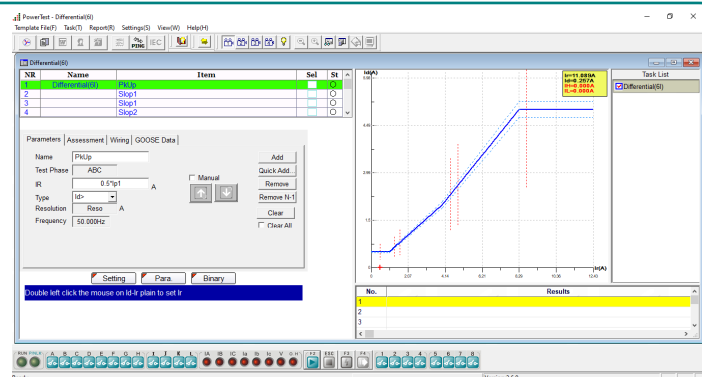 PowerTest - Differential(6I)
Template File(F) Task(T) Report(R) Settings(S) View(W) Help(H)
PING IEC
Differential(6I)
NR Name Item Sel St
1 Differential(6I) PkUp
2 Slop1
3 Slop1
4 Slop2
Parameters Assessment Wiring GOOSE Data
Name PkUp
Test Phase ABC
IR 0.5*Ip1 A
Type Id>
Resolution Reso A
Frequency 50.000Hz
Manual
Add
Quick Add...
Remove
Remove N-1
Clear
Clear All
Setting Para. Binary
Double left click the mouse on Id-Ir plain to set Ir
Id(A)
Ir=11.089A
Id=0.257A
IH=0.000A
IL=0.000A
0 2.07 4.14 6.21 8.29 10.36 12.43
Ir(A)
Task List
Differential(6I)
No. Results
1
2
3
RUN
A B C D E F G H I J K L IA IB IC Ia Ib Ic V F2 ESC F3 F4 1 2 3 4 5 6 7 8